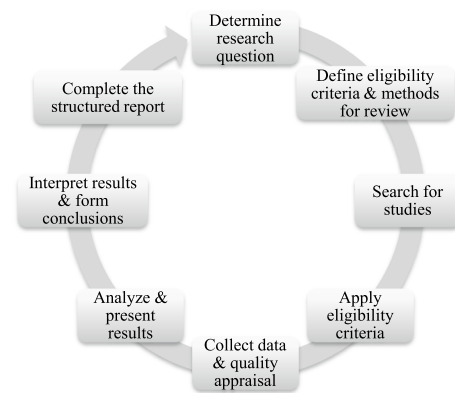 Determine
research
question
Define eligibility
criteria & methods
for review
Search for
studies
Apply
eligibility
criteria
Collect data
& quality
appraisal
Analyze &
present
results
Interpret results
& form
conclusions
Complete the
structured report